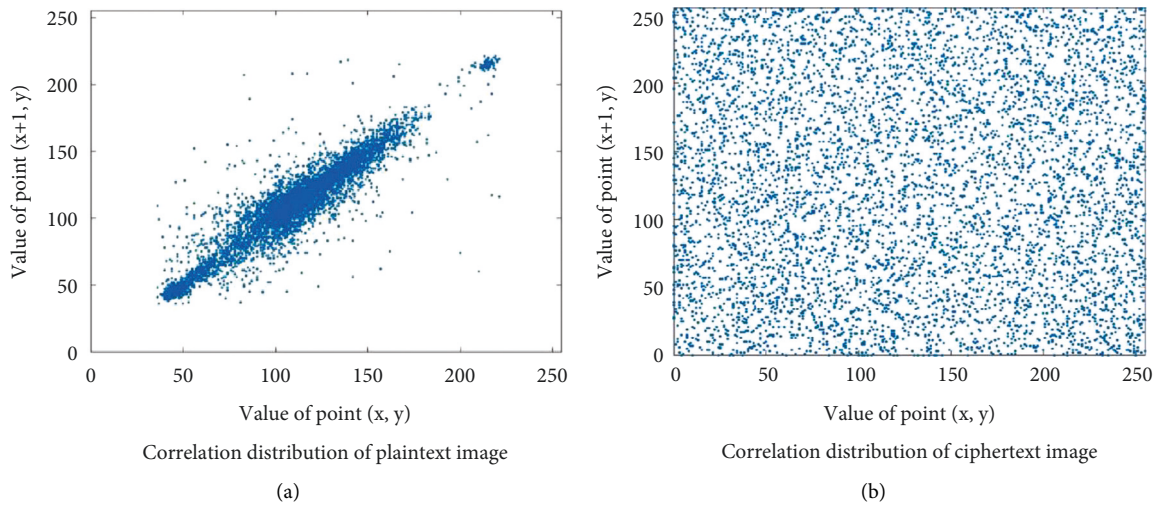 250
200
150
100
50
0
Value of point (x+1, y)
0 50 100 150 200 250
Value of point (x, y)
Correlation distribution of plaintext image
(a)
250
200
150
100
50
0
Value of point (x+1, y)
0 50 100 150 200 250
Value of point (x, y)
Correlation distribution of ciphertext image
(b)